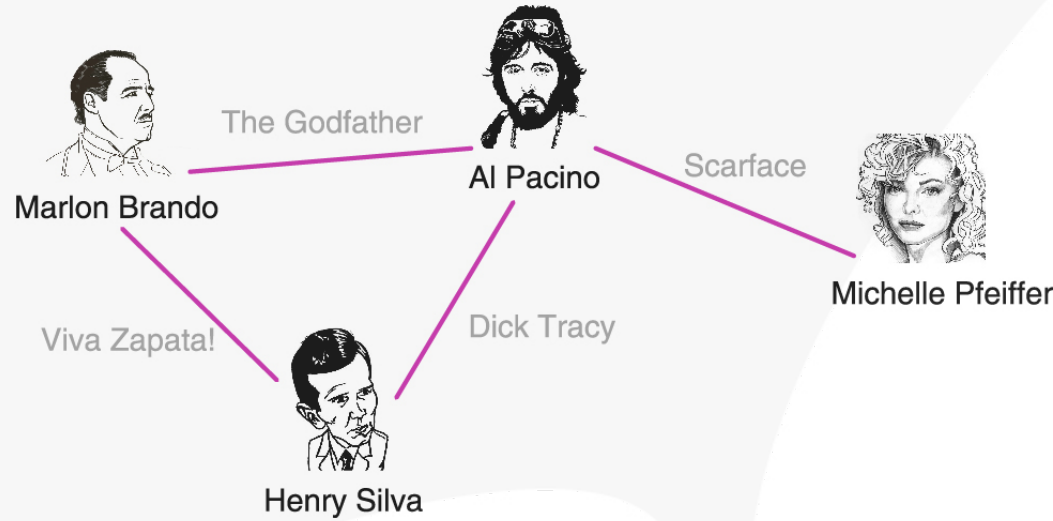 The Godfather
Al Pacino
Scarface
Marlon Brando
Michelle Pfeiffer
Viva Zapata!
Dick Tracy
Henry Silva